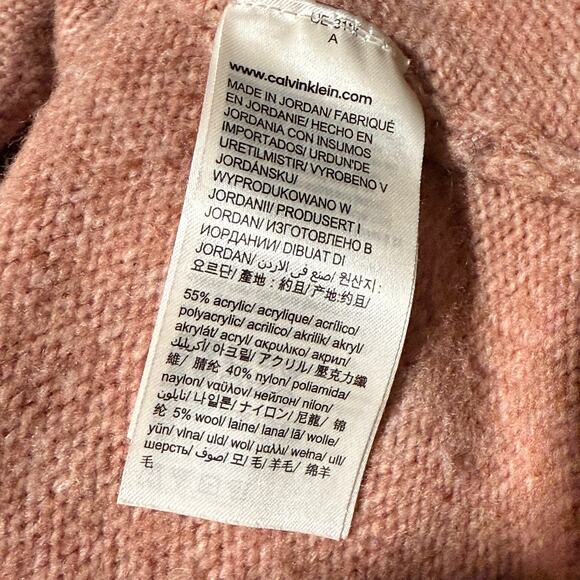 A
www.calvinklein.com
MADE IN JORDAN/ FABRIQUÉ
EN JORDANIE/ HECHO EN
JORDANIA CON INSUMOS
IMPORTADOS/ URDUN'DE
URETILMISTIR/ VYROBENO V
JORDÁNSKU/
WYPRODUKOWANO W
JORDANII/ PRODUSERT I
JORDAN/ ИЗГОТОВЛЕНО В
ИОРДАНИИ/ DIBUAT DI
JORDAN/ صنع في الاردن/ 원산지 :
요르단/ 產地 : 約旦/ 产地:约旦/
55% acrylic/ acrylique/ acrílico/
polyacrylic/ acrilico/ akrilik/ akryl/
akrylát/ acryl/ ακρυλικο/ акрил/
أكريليك/ 아크릴/ アクリル/ 壓克力纖
維/ 腈纶 40% nylon/ poliamida/
naylon/ ναΰλον/ нейлон/ nilon/
نايلون/ 나일론/ ナイロン/ 尼龍/ 锦
纶 5% wool/ laine/ lana/ lã/ wolle/
yün/ vlna/ uld/ wol/ μαλλί/ wełna/ ull/
шерсть/ صوف/ 모/ 毛/ 羊毛/ 绵羊
毛